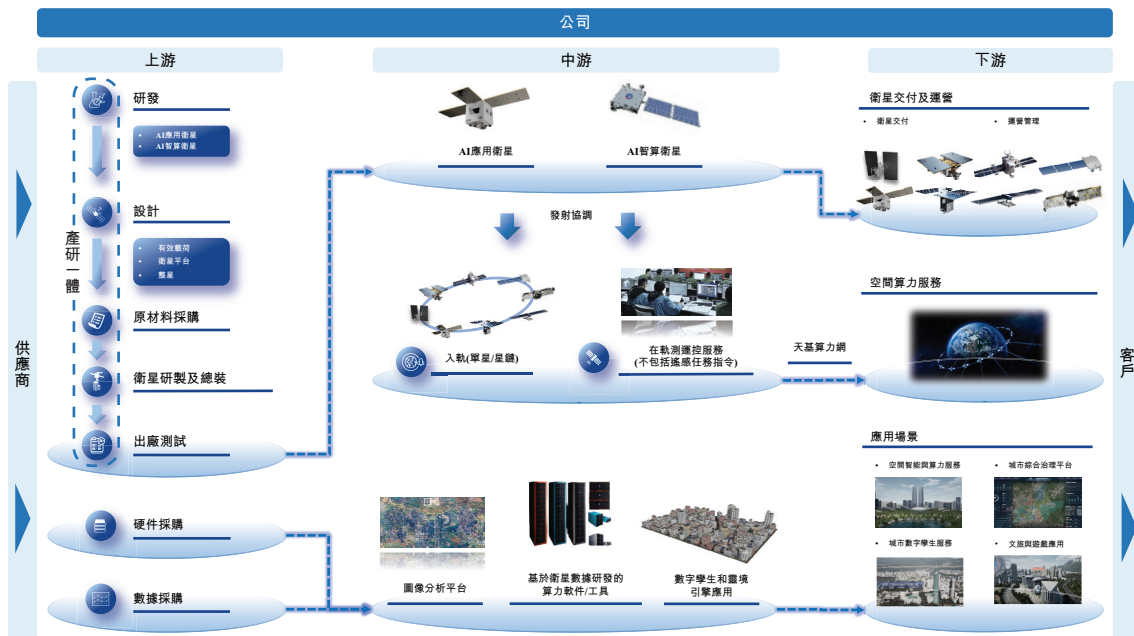 公司
上游
中游
下游
供應商
產研一體
研發
• AI應用衛星
• AI智算衛星
設計
• 有效載荷
• 衛星平台
• 整星
原材料採購
衛星研製及總裝
出廠測試
硬件採購
數據採購
AI應用衛星
AI智算衛星
發射協調
入軌(單星/星鏈)
在軌測運控服務
(不包括遙感任務指令)
天基算力網
圖像分析平台
基於衛星數據研發的
算力軟件/工具
數字孿生和靈境
引擎應用
衛星交付及運營
• 衛星交付
• 運營管理
空間算力服務
應用場景
• 空間智能與算力服務
• 城市綜合治理平台
• 城市數字孿生服務
• 文旅與遊戲應用
客戶